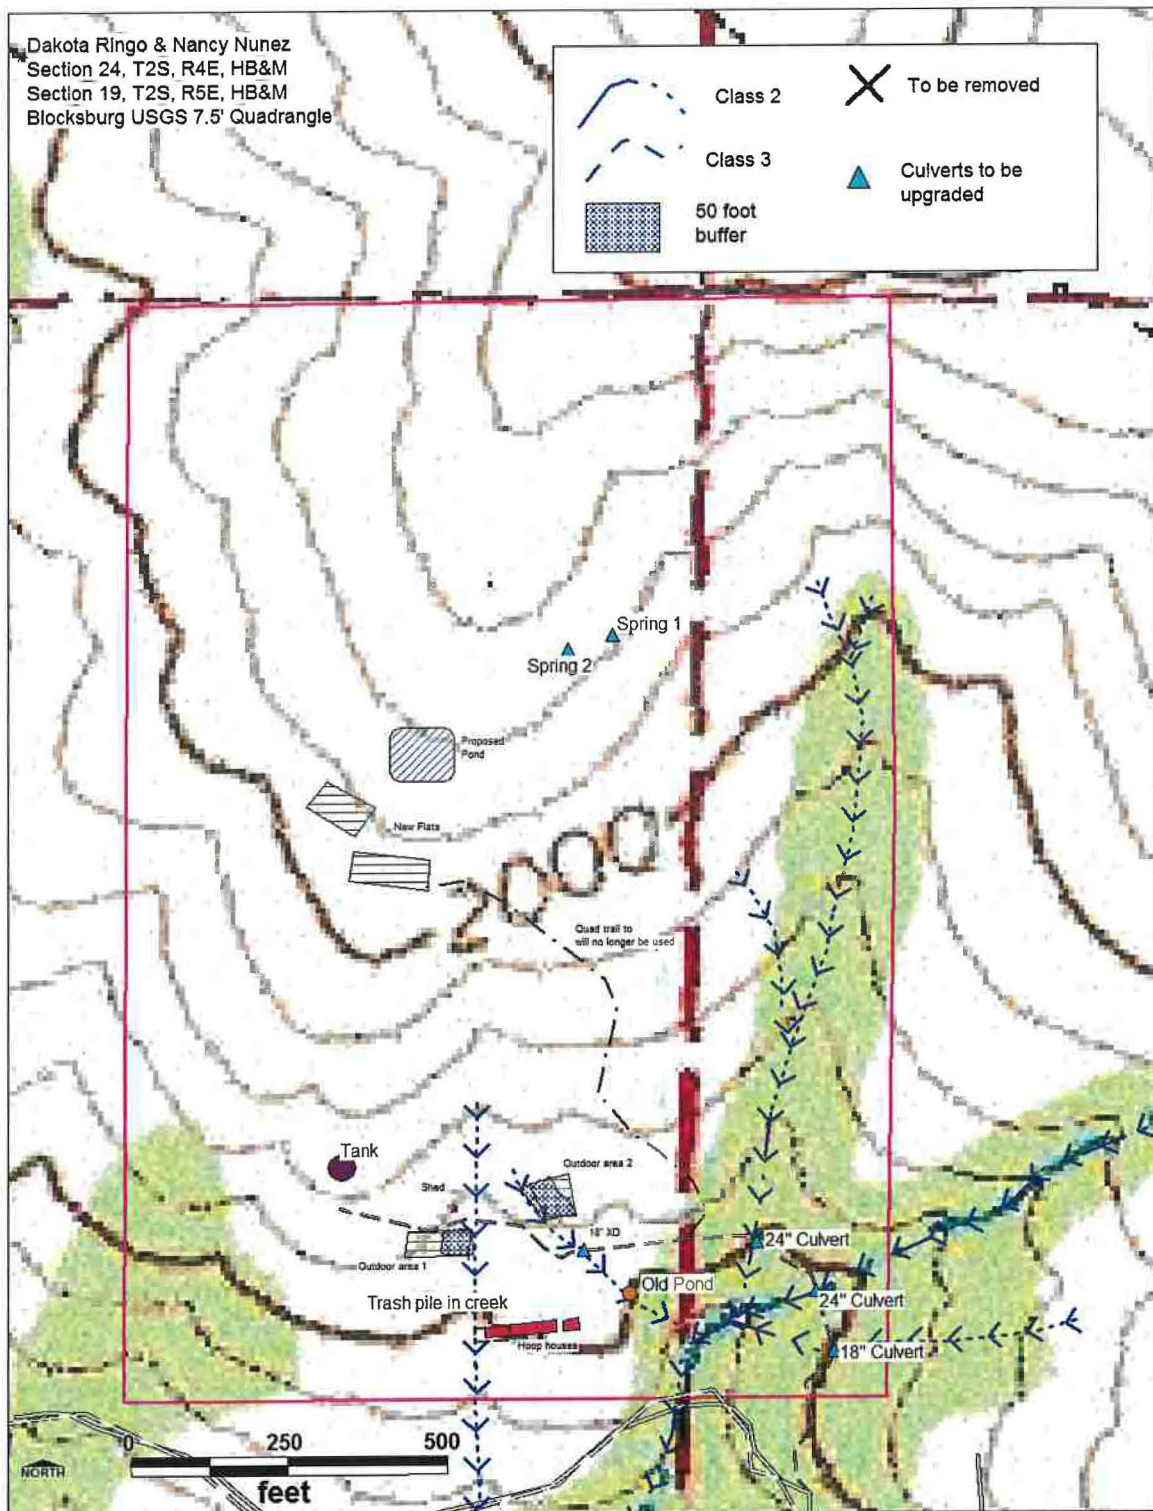 Dakota Ringo & Nancy Nunez
Section 24, T2S, R4E, HB&M
Section 19, T2S, R5E, HB&M
Blocksburg USGS 7.5' Quadrangle
Class 2
Class 3
50 foot
buffer
To be removed
Culverts to be
upgraded
Spring 1
Spring 2
Proposed
Pond
New Flats
2000
Quad trail to
will no longer be used
Tank
Shed
Outdoor area 2
18" XD
24" Culvert
Outdoor area 1
Old Pond
24" Culvert
Trash pile in creek
Hoop houses
18" Culvert
0 250 500
feet
NORTH